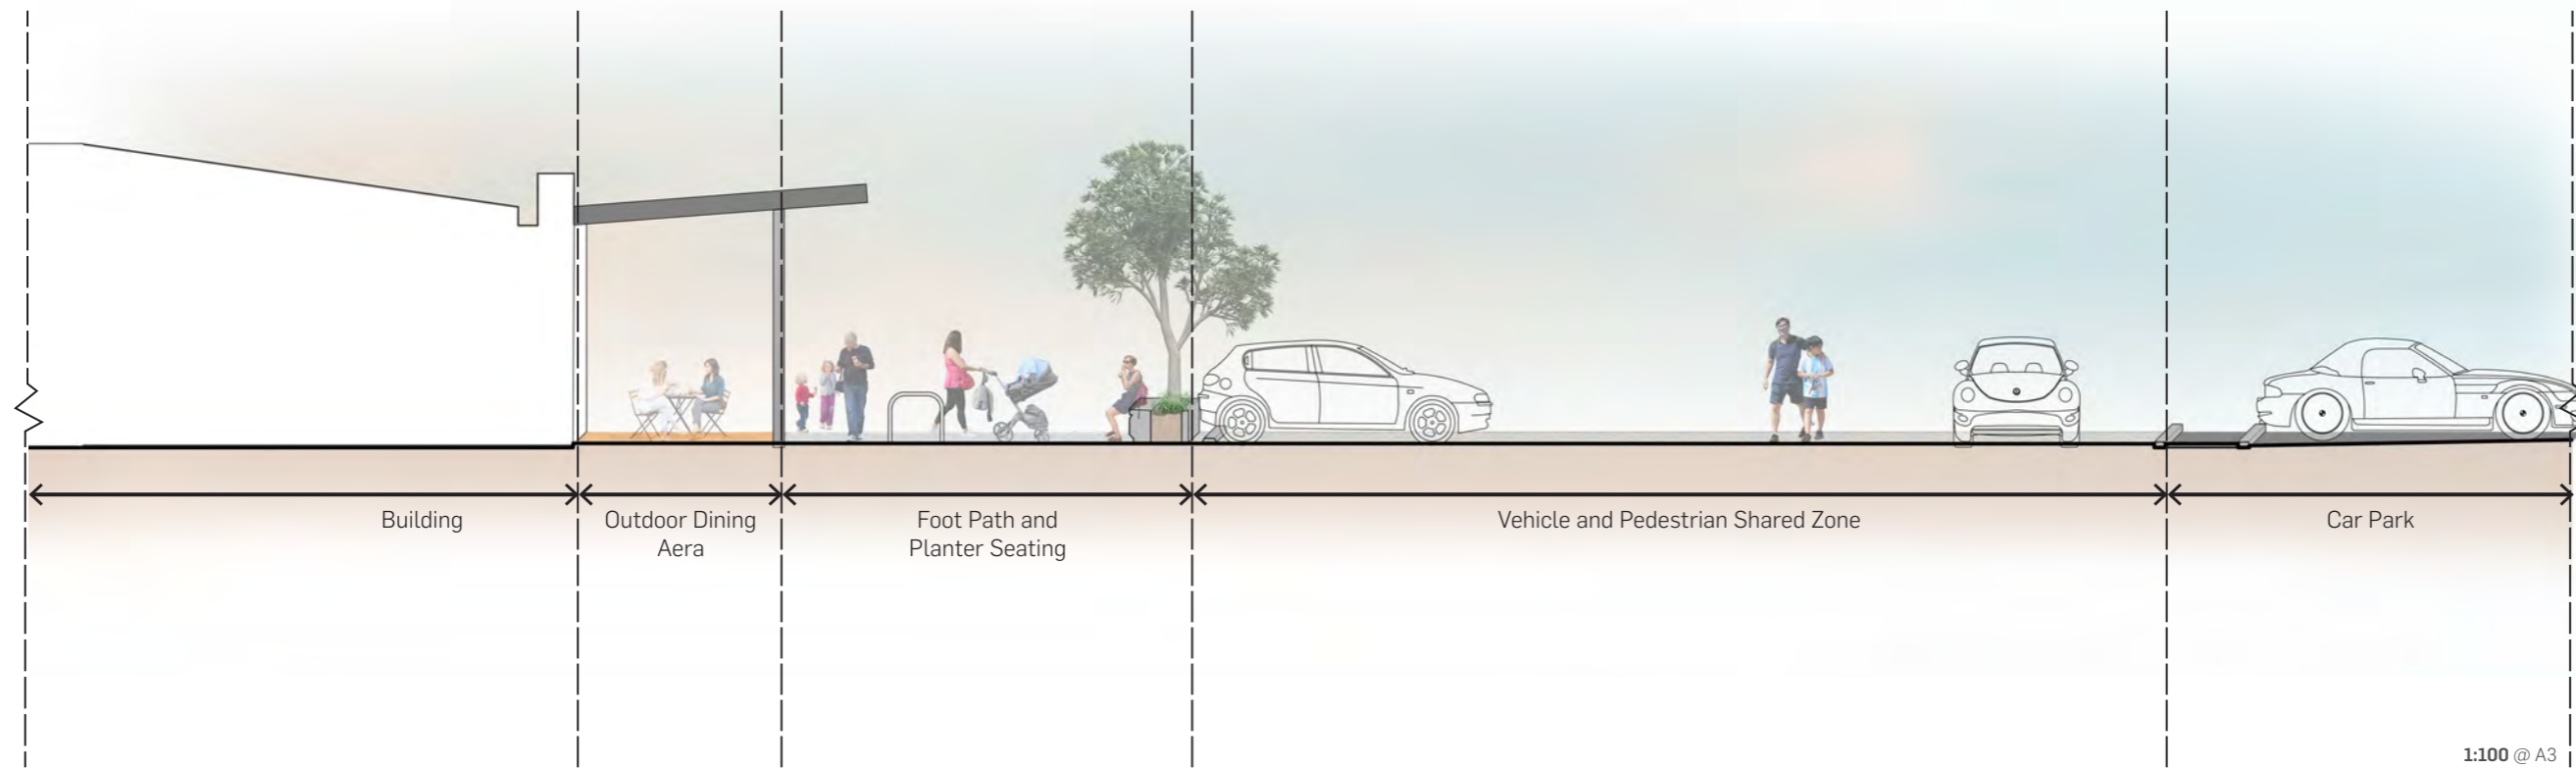 Building
Outdoor Dining
Aera
Foot Path and
Planter Seating
Vehicle and Pedestrian Shared Zone
Car Park
1:100 @ A3